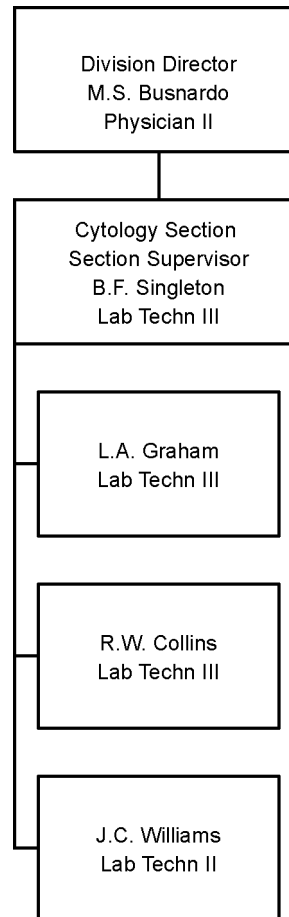 Division Director
M.S. Busnardo
Physician II
Cytology Section
Section Supervisor
B.F. Singleton
Lab Techn III
L.A. Graham
Lab Techn III
R.W. Collins
Lab Techn III
J.C. Williams
Lab Techn II